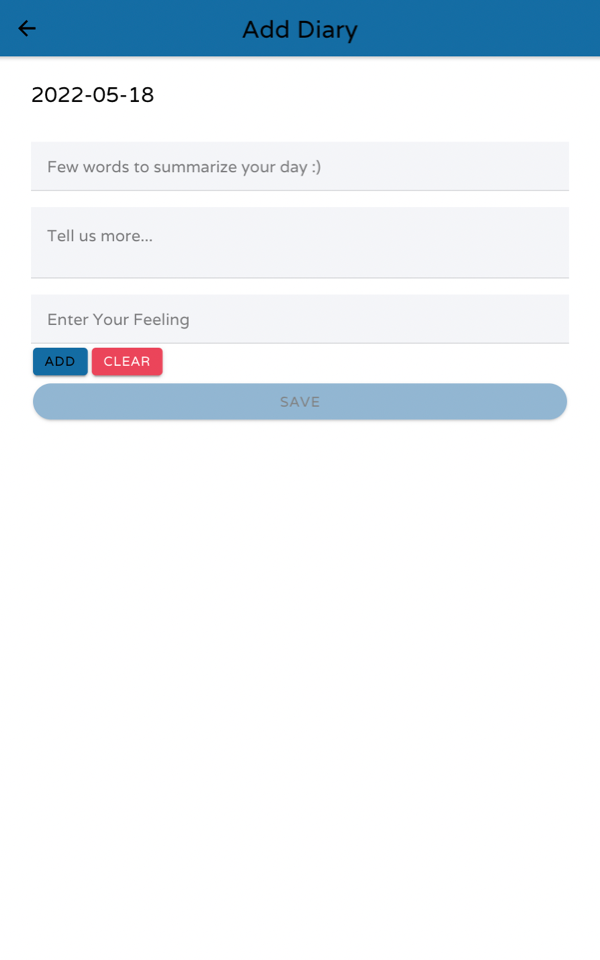 Add Diary
2022-05-18
Few words to summarize your day :)
Tell us more...
Enter Your Feeling
ADD CLEAR
SAVE